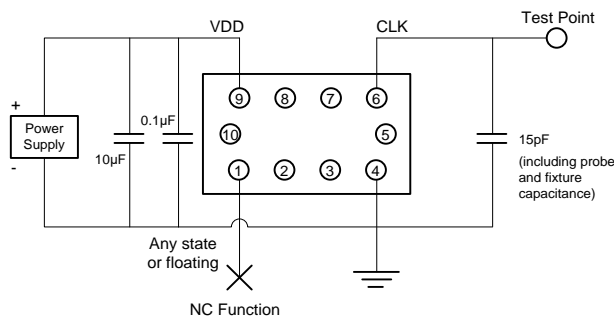 Test Point
VDD
CLK
9
8
7
6
+
Power
Supply
-
10µF
0.1µF
10
5
1
2
3
4
15pF
(including probe
and fixture
capacitance)
Any state
or floating
NC Function